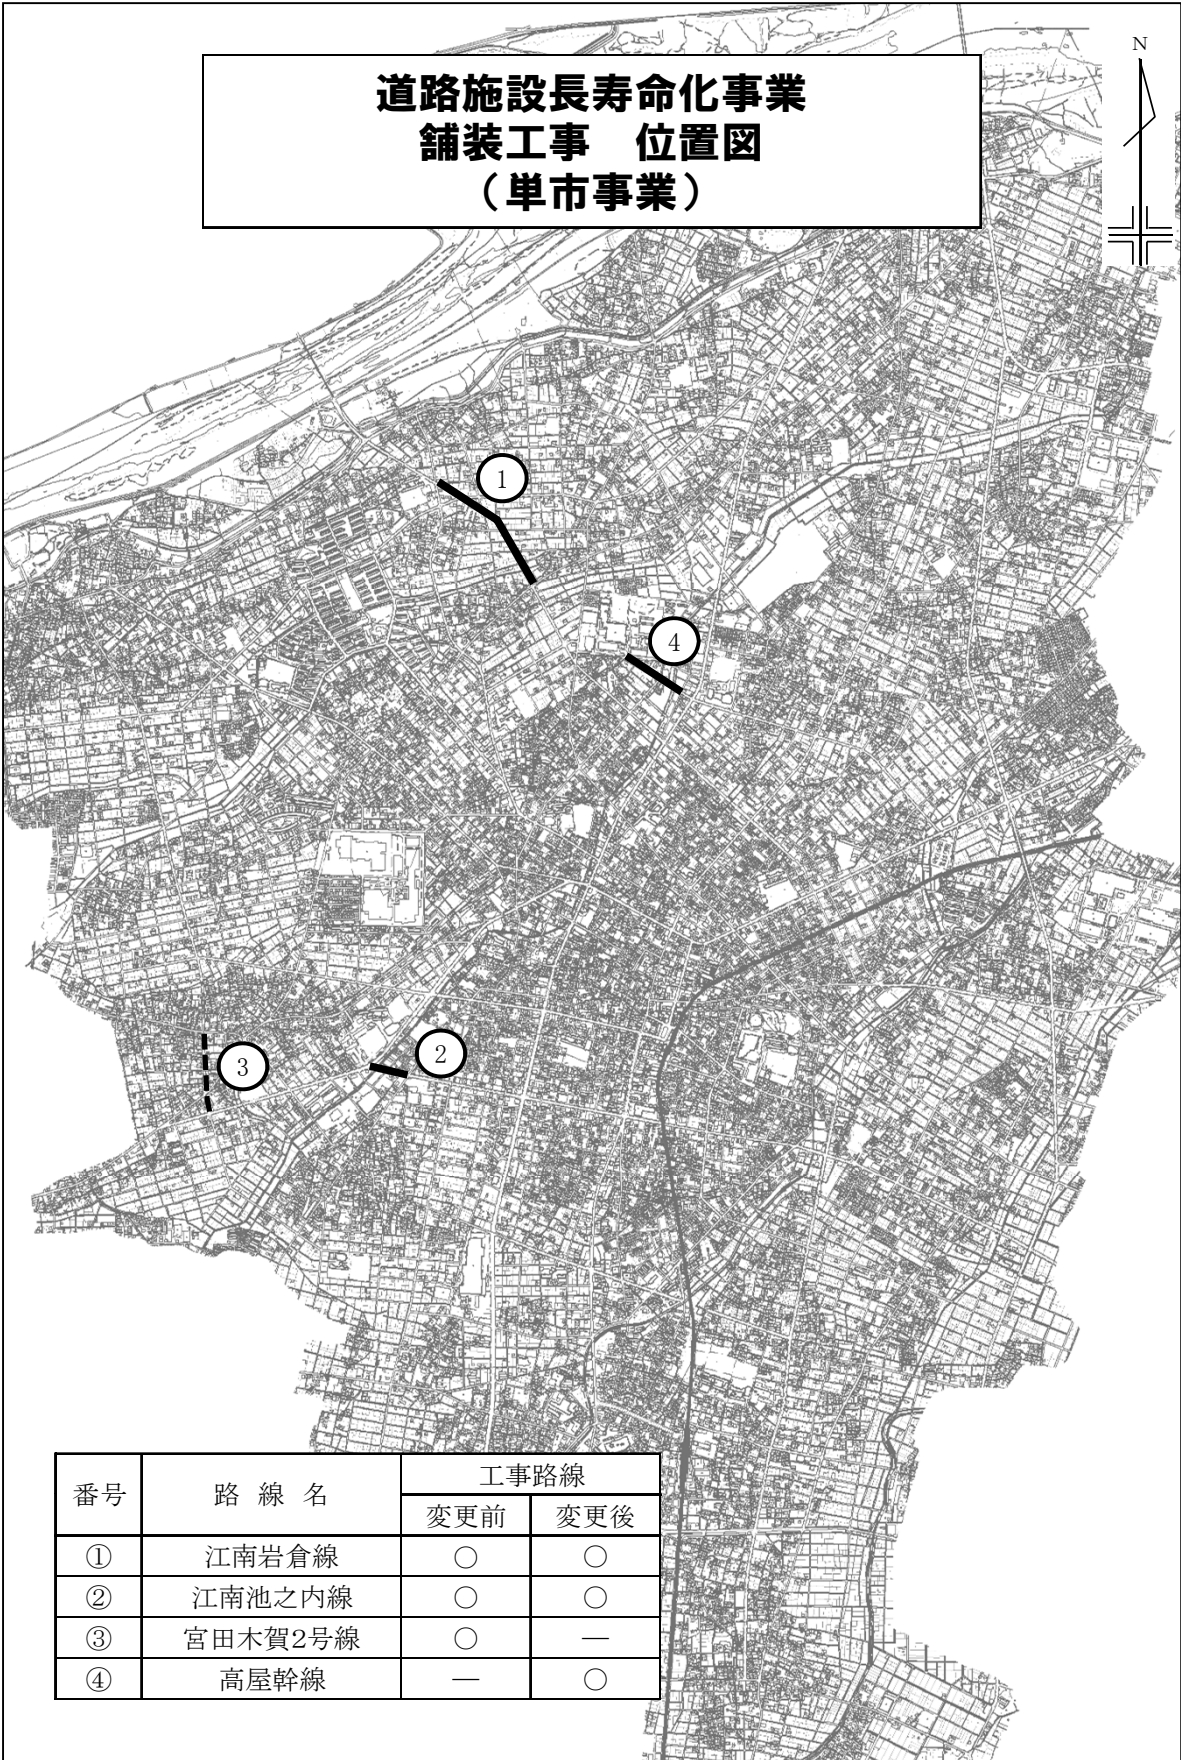 道路施設長寿命化事業
舗装工事　位置図
（単市事業）
N
1
4
2
3
番号 路線名 工事路線
変更前 変更後
① 江南岩倉線 ○ ○
② 江南池之内線 ○ ○
③ 宮田木賀2号線 ○ ―
④ 高屋幹線 ― ○